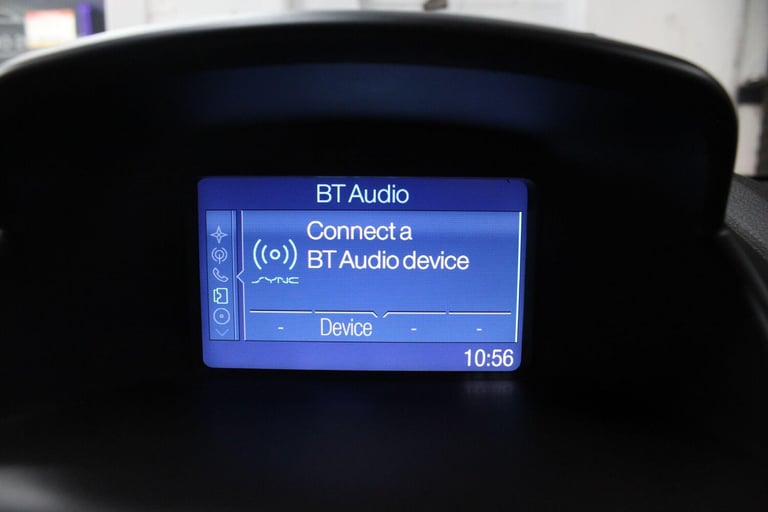 BT Audio
Connect a
BT Audio device
SYNC
- Device - -
10:56